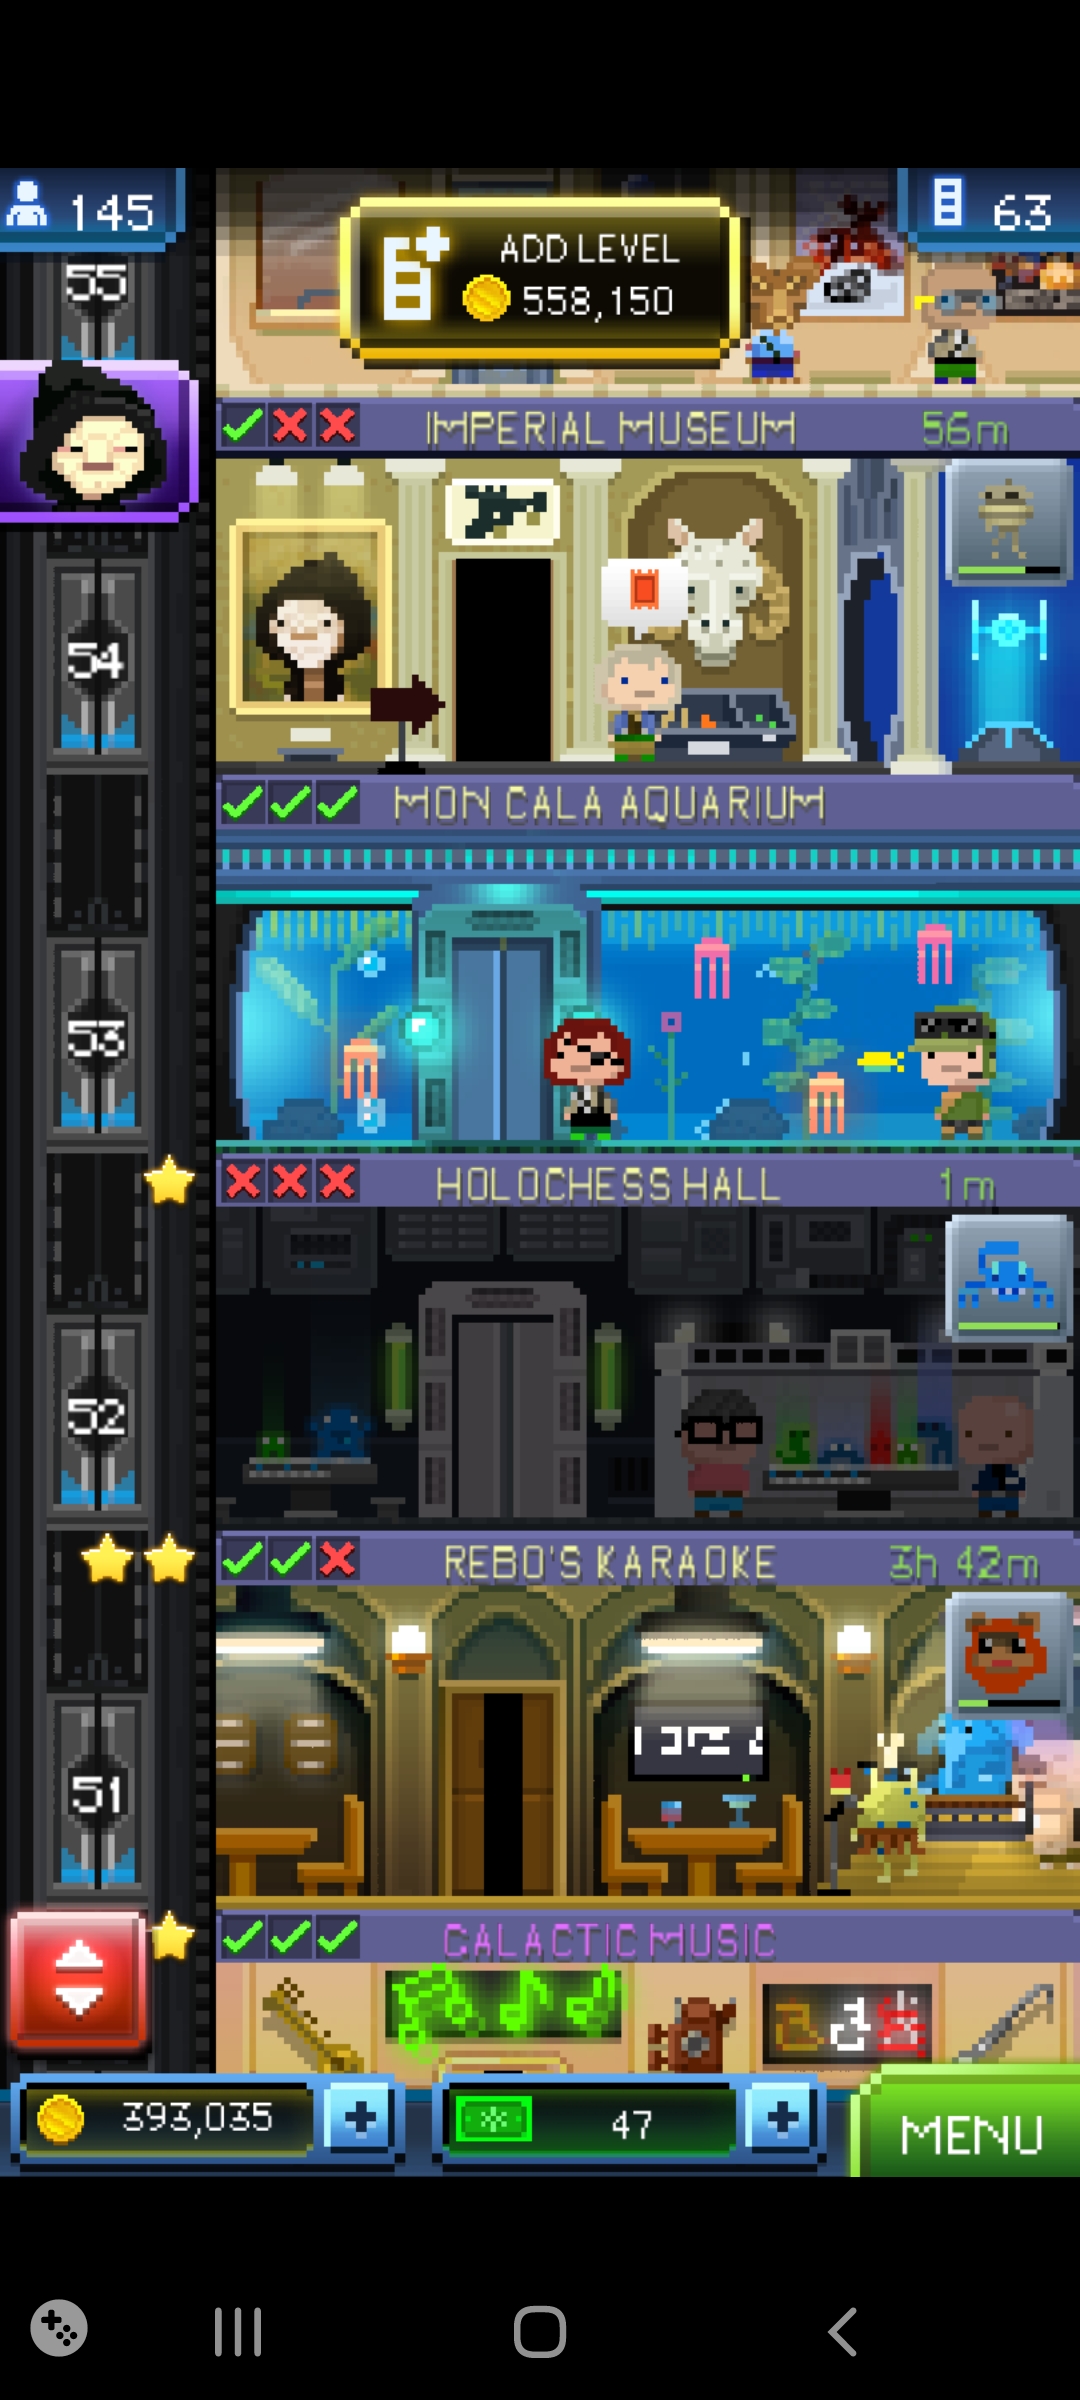 145
ADD LEVEL
558,150
63
55
IMPERIAL MUSEUM 56m
54
MON CALA AQUARIUM
53
HOLOCHESS HALL 1m
52
REBO'S KARAOKE 3h 42m
51
GALACTIC MUSIC
393,035
47
MENU